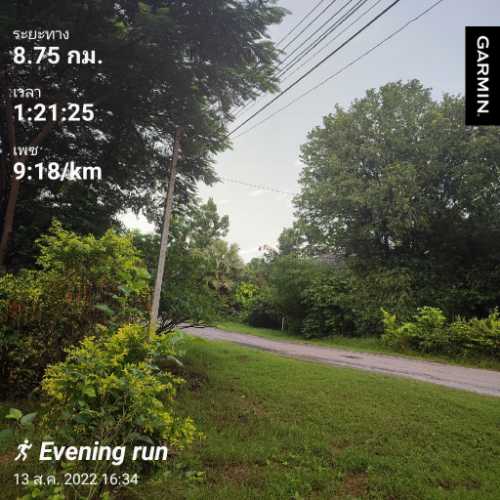 ระยะทาง
8.75 กม.
เวลา
1:21:25
เพซ
9:18/km
GARMIN.
Evening run
13 ส.ค. 2022 16:34